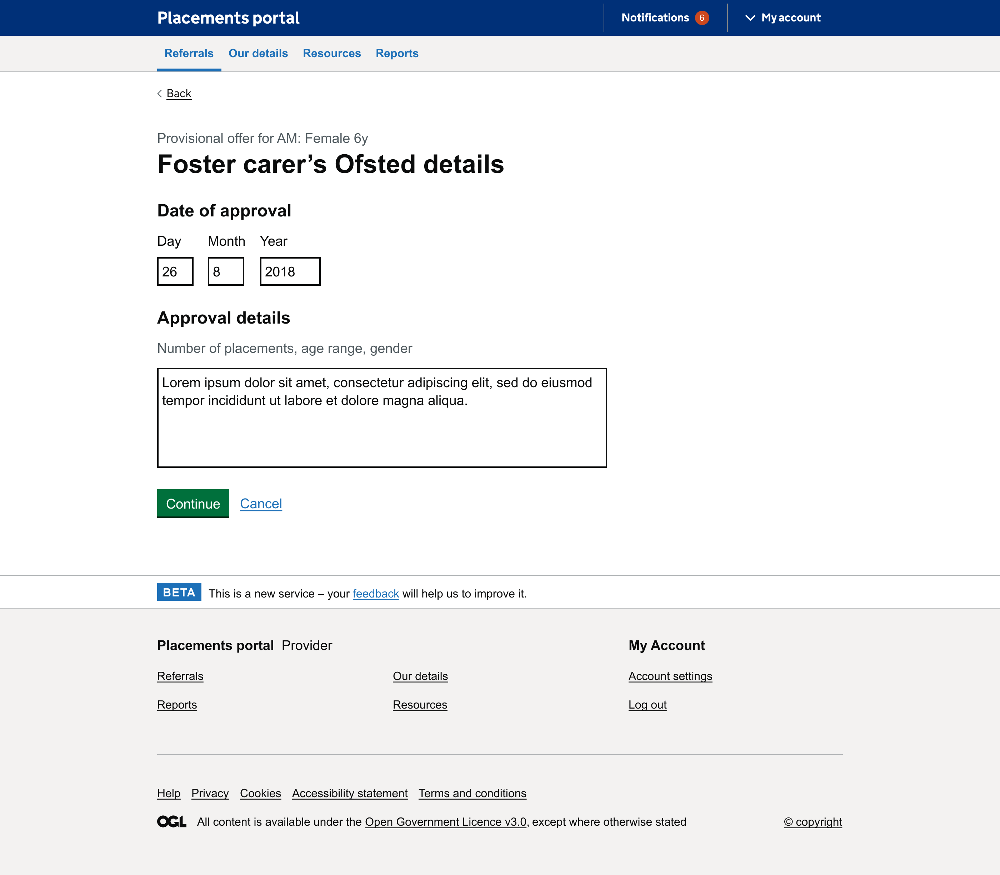 Placements portal
Notifications 6
My account
Referrals Our details Resources Reports
Back
Provisional offer for AM: Female 6y
Foster carer’s Ofsted details
Date of approval
Day Month Year
26 8 2018
Approval details
Number of placements, age range, gender
Lorem ipsum dolor sit amet, consectetur adipiscing elit, sed do eiusmod
tempor incididunt ut labore et dolore magna aliqua.
Continue Cancel
BETA This is a new service – your feedback will help us to improve it.
Placements portal Provider
My Account
Referrals Our details Account settings
Reports Resources Log out
Help Privacy Cookies Accessibility statement Terms and conditions
OGL All content is available under the Open Government Licence v3.0, except where otherwise stated © copyright